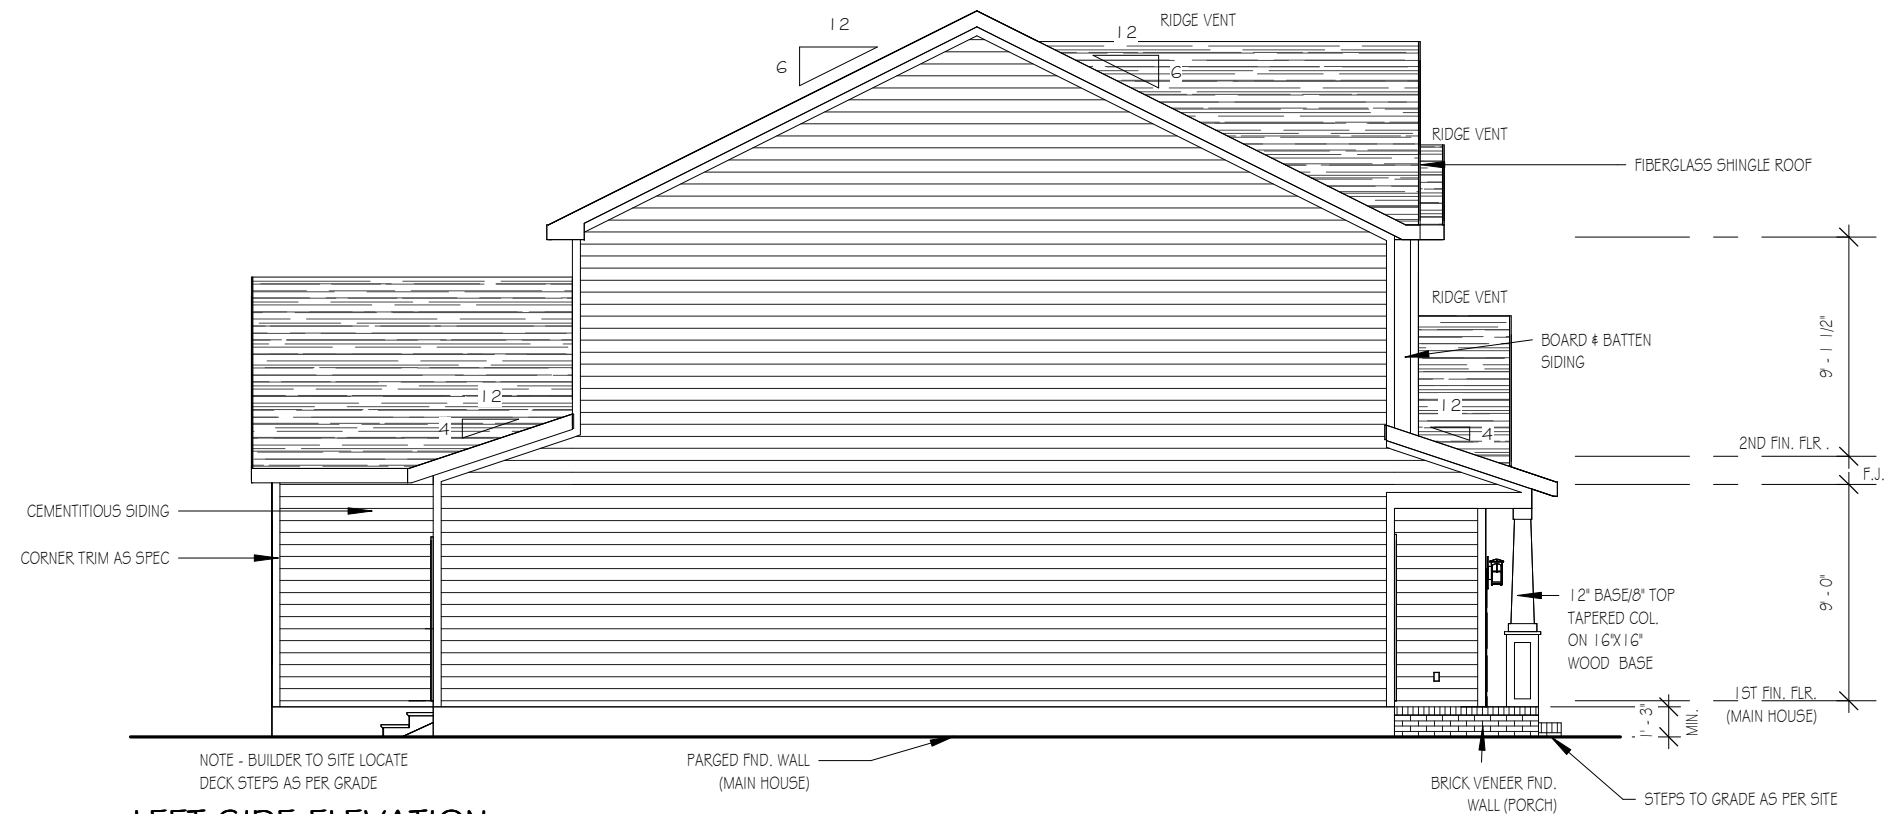 12
6
RIDGE VENT
12
6
RIDGE VENT
FIBERGLASS SHINGLE ROOF
RIDGE VENT
BOARD & BATTEN
SIDING
9' - 1 1/2"
12
4
12
4
2ND FIN. FLR .
F.J.
CEMENTITIOUS SIDING
CORNER TRIM AS SPEC
12" BASE/8" TOP
TAPERED COL.
ON 16"X16"
WOOD BASE
9' - 0"
1ST FIN. FLR.
(MAIN HOUSE)
1' - 3"
MIN.
NOTE - BUILDER TO SITE LOCATE
DECK STEPS AS PER GRADE
PARGED FND. WALL
(MAIN HOUSE)
BRICK VENEER FND.
WALL (PORCH)
STEPS TO GRADE AS PER SITE
LEFT SIDE ELEVATION